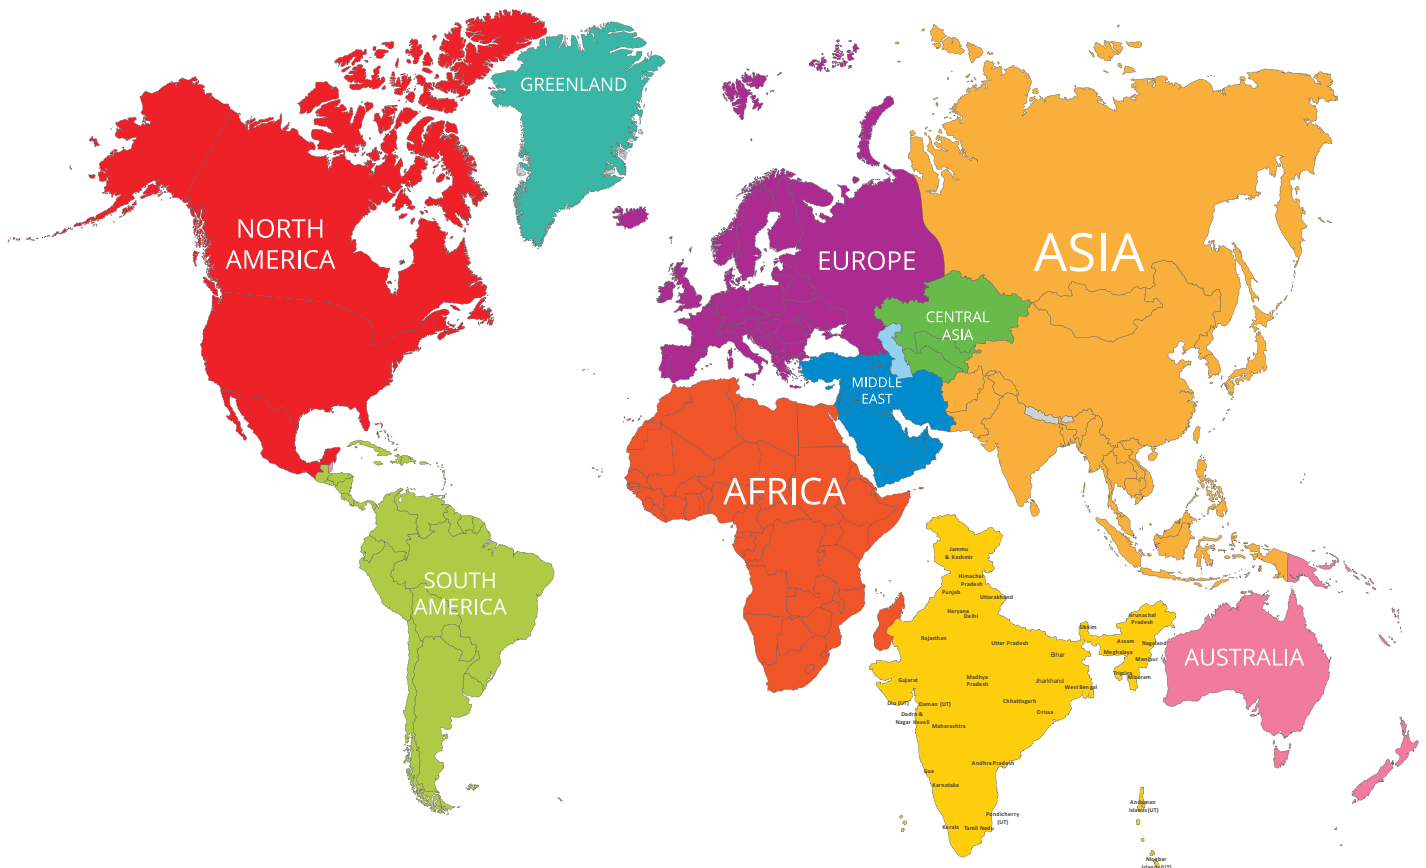 GREENLAND
NORTH
AMERICA
EUROPE
ASIA
CENTRAL
ASIA
MIDDLE
EAST
AFRICA
SOUTH
AMERICA
AUSTRALIA
Jammu
& Kashmir
Himachal
Pradesh
Punjab
Uttarakhand
Haryana
Delhi
Rajasthan
Uttar Pradesh
Bihar
Sikkim
Arunachal
Pradesh
Assam
Nagaland
Meghalaya
Manipur
Tripura
Mizoram
Gujarat
Madhya
Pradesh
Jharkhand
West Bengal
Chhattisgarh
Orissa
Diu (UT)
Daman (UT)
Dadra &
Nagar Haveli
Maharashtra
Andhra Pradesh
Goa
Karnataka
Pondicherry
(UT)
Kerala
Tamil Nadu
Andaman
Islands (UT)
Islands (UT)